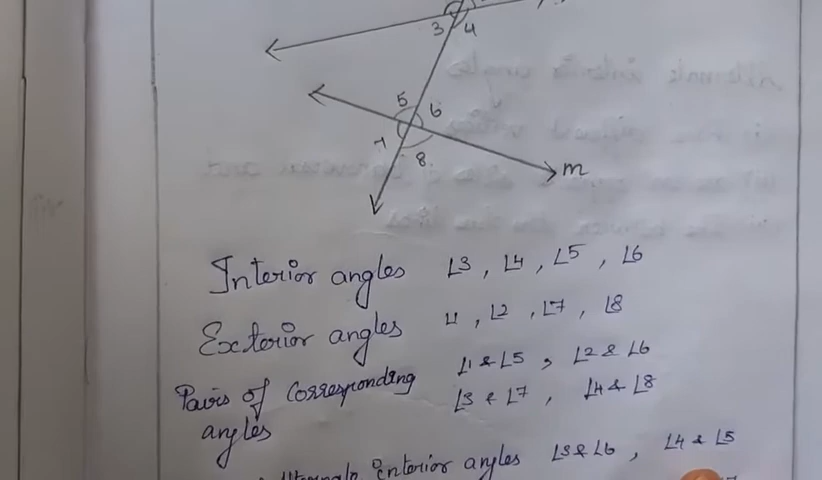 3 4
5 6
7 8
m
Interior angles ∠3, ∠4, ∠5, ∠6
Exterior angles ∠1, ∠2, ∠7, ∠8
Pairs of Corresponding angles ∠1 & ∠5, ∠2 & ∠6
∠3 & ∠7, ∠4 & ∠8
interior angles ∠3 & ∠6, ∠4 & ∠5